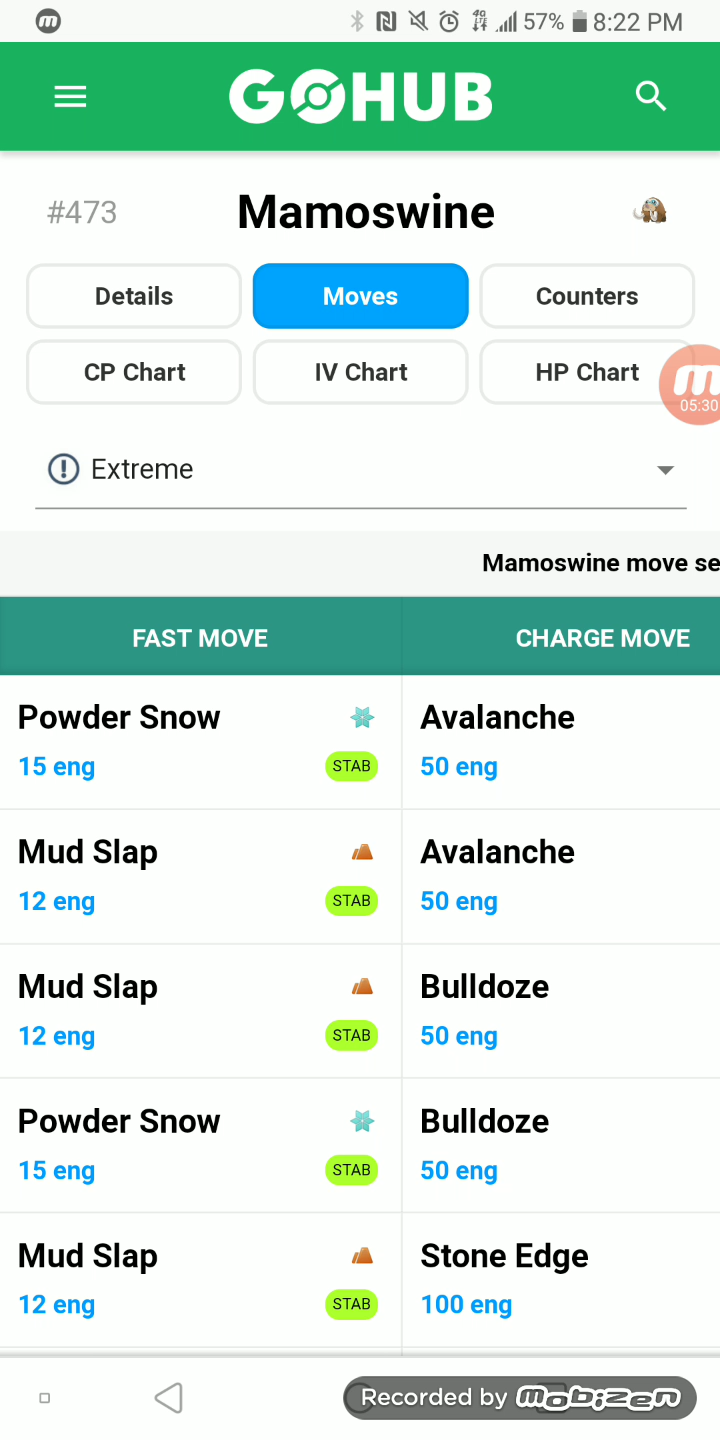 4G LTE 57% 8:22 PM
GOHUB
#473 Mamoswine
Details Moves Counters
CP Chart IV Chart HP Chart
m
05:30
Extreme
Mamoswine move se
FAST MOVE CHARGE MOVE
Powder Snow Avalanche
15 eng STAB 50 eng
Mud Slap Avalanche
12 eng STAB 50 eng
Mud Slap Bulldoze
12 eng STAB 50 eng
Powder Snow Bulldoze
15 eng STAB 50 eng
Mud Slap Stone Edge
12 eng STAB 100 eng
Recorded by mobizen